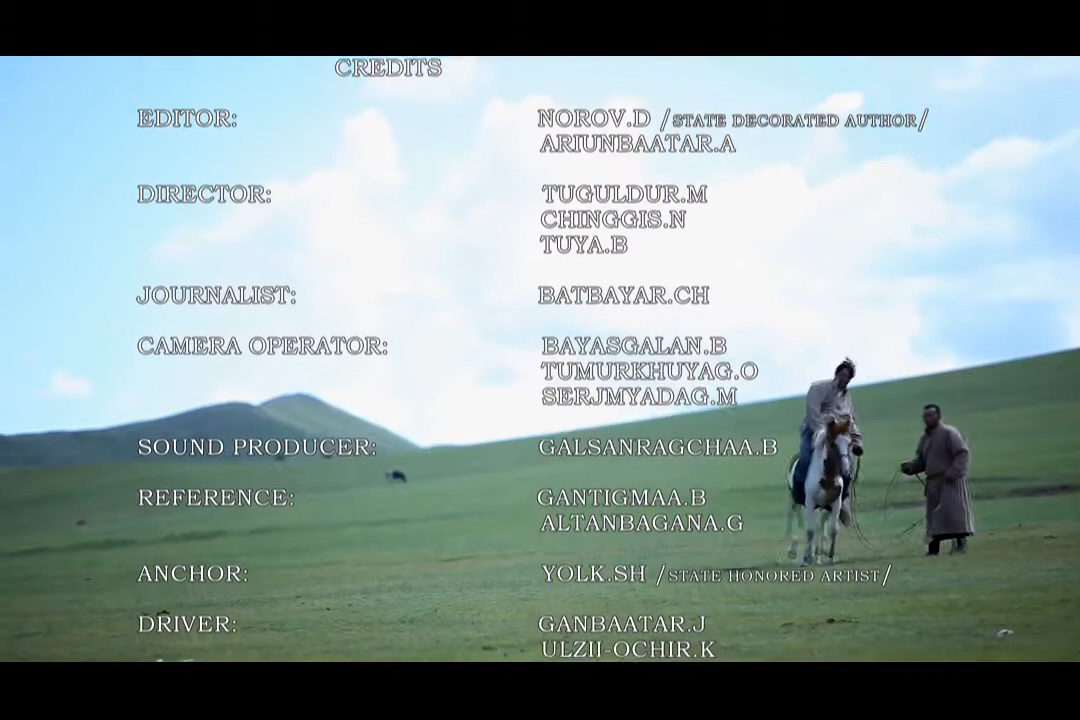 CREDITS
EDITOR: NOROV.D /STATE DECORATED AUTHOR/
ARIUNBAATAR.A
DIRECTOR: TUGULDUR.M
CHINGGIS.N
TUYA.B
JOURNALIST: BATBAYAR.CH
CAMERA OPERATOR: BAYASGALAN.B
TUMURKHUYAG.O
SERJMYADAG.M
SOUND PRODUCER: GALSANRAGCHAA.B
REFERENCE: GANTIGMAA.B
ALTANBAGANA.G
ANCHOR: YOLK.SH /STATE HONORED ARTIST/
DRIVER: GANBAATAR.J
ULZII-OCHIR.K